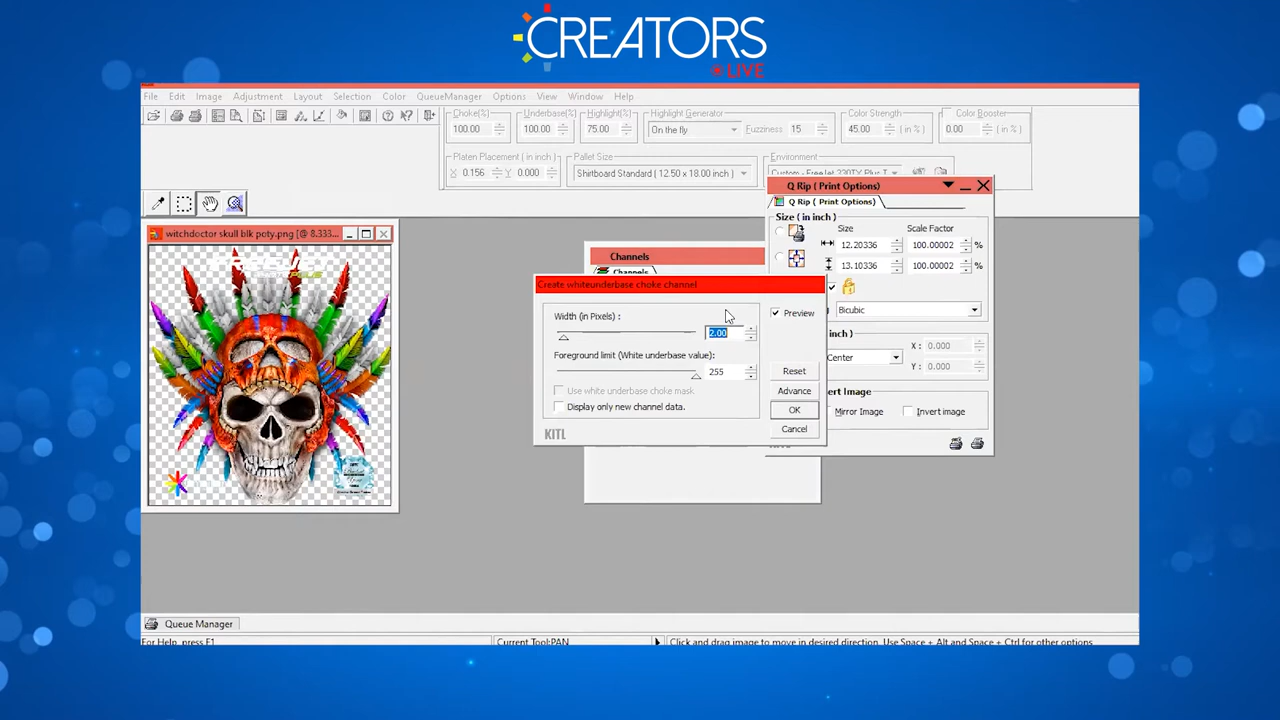 CREATORS
LIVE
File Edit Image Adjustment Layout Selection Color QueueManager Options View Window Help
Choke(%) Underbase(%) Highlight(%) Highlight Generator Color Strength Color Booster
100.00 100.00 75.00 On the fly Fuzziness 15 45.00 ( in % ) 0.00 ( in % )
Platen Placement ( in inch ) Pallet Size Environment
X 0.156 Y 0.000 Shirtboard Standard ( 12.50 x 18.00 inch ) Custom - FreeJet 330TX Plus T
Q Rip ( Print Options)
Q Rip ( Print Options)
Size ( in inch)
Size Scale Factor
12.20336 100.00002 %
13.10336 100.00002 %
Bicubic
inch )
Center X : 0.000
Y : 0.000
ert Image
Mirror Image Invert image
witchdoctor skull blk poty.png [@ 8.333...
Channels
Channels
Create whiteunderbase choke channel
Width (in Pixels) :
2.00
Preview
Foreground limit (White underbase value):
255
Reset
Use white underbase choke mask
Advance
Display only new channel data.
OK
Cancel
KITL
Queue Manager
For Help, press F1 Current Tool:PAN Click and drag image to move in desired direction. Use Space + Alt and Space + Ctrl for other options